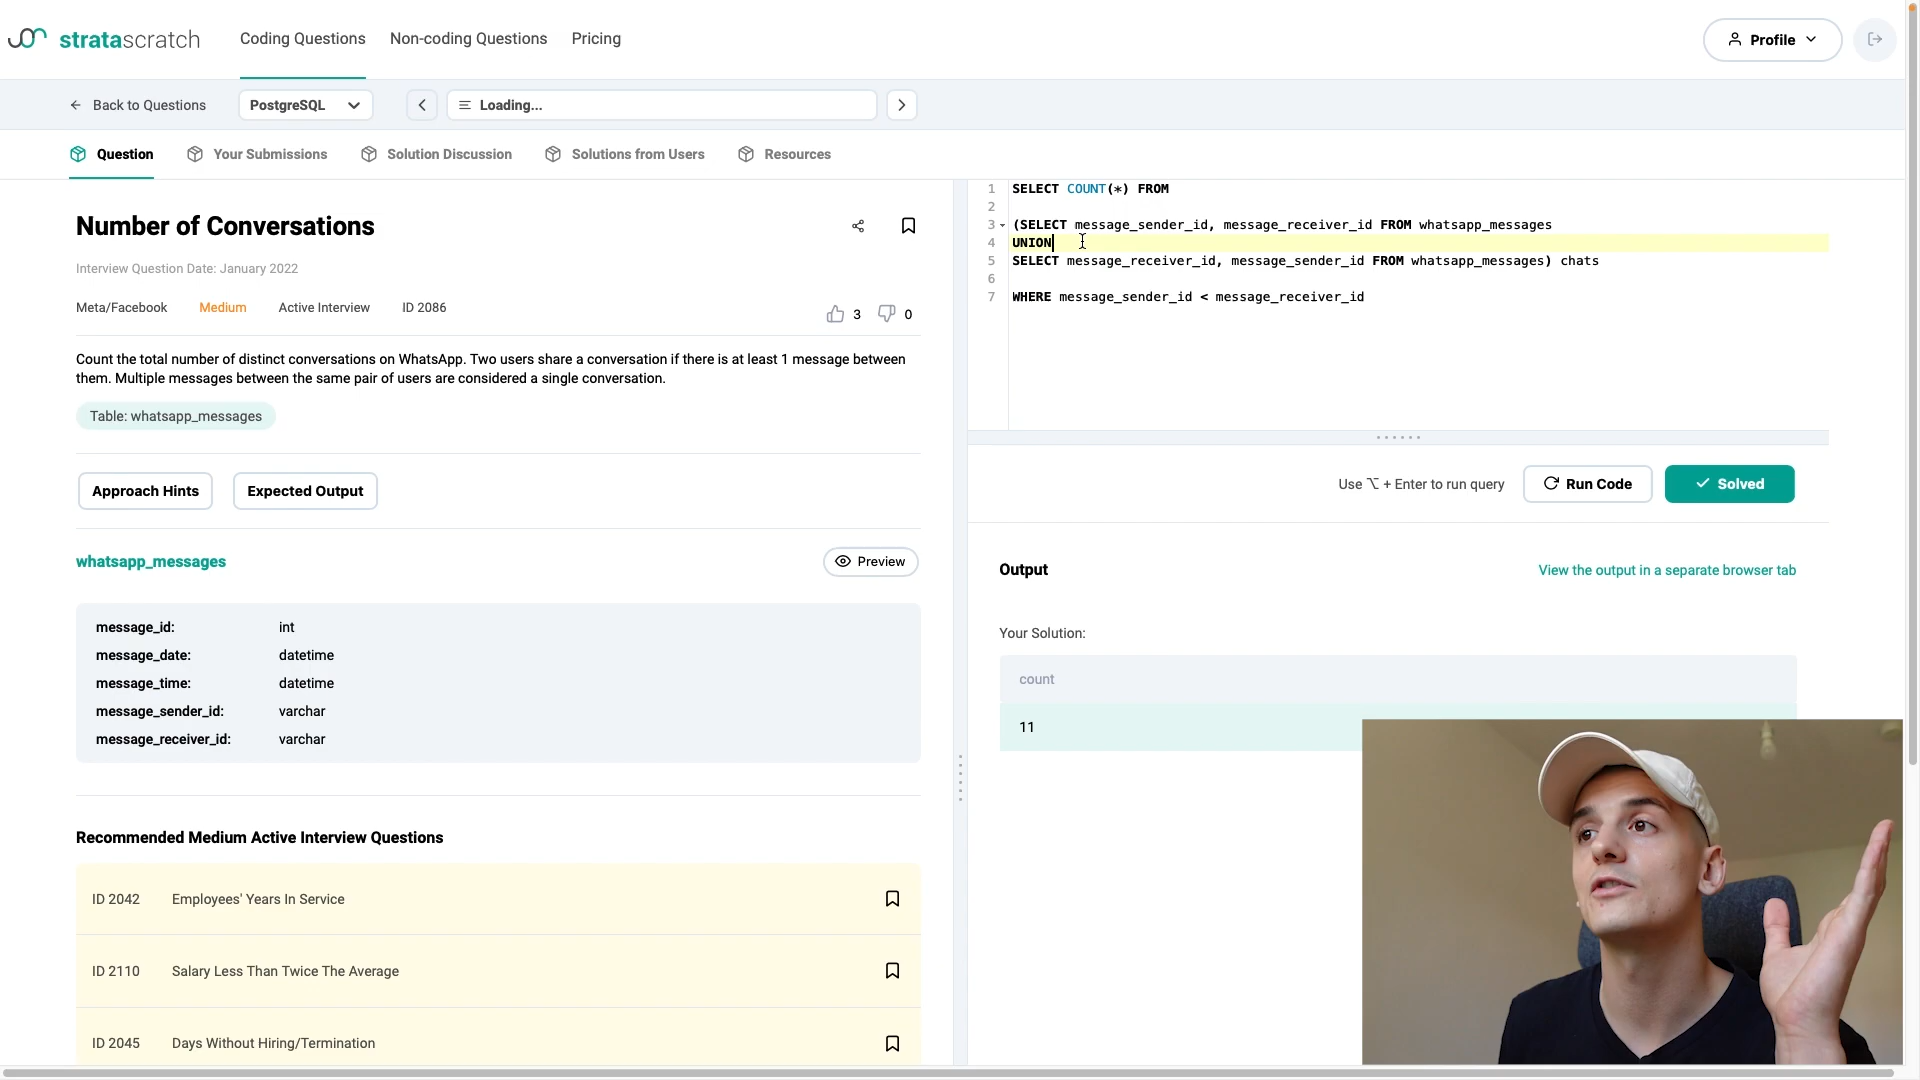 stratascratch
Coding Questions
Non-coding Questions
Pricing
Profile
Back to Questions
PostgreSQL
Loading...
Question
Your Submissions
Solution Discussion
Solutions from Users
Resources
Number of Conversations
Interview Question Date: January 2022
Meta/Facebook Medium Active Interview ID 2086
3 0
Count the total number of distinct conversations on WhatsApp. Two users share a conversation if there is at least 1 message between
them. Multiple messages between the same pair of users are considered a single conversation.
Table: whatsapp_messages
Approach Hints
Expected Output
whatsapp_messages
Preview
message_id: int
message_date: datetime
message_time: datetime
message_sender_id: varchar
message_receiver_id: varchar
Recommended Medium Active Interview Questions
ID 2042 Employees' Years In Service
ID 2110 Salary Less Than Twice The Average
ID 2045 Days Without Hiring/Termination
1 SELECT COUNT(*) FROM
2
3 (SELECT message_sender_id, message_receiver_id FROM whatsapp_messages
4 UNION
5 SELECT message_receiver_id, message_sender_id FROM whatsapp_messages) chats
6
7 WHERE message_sender_id < message_receiver_id
Use ⌥ + Enter to run query
Run Code
Solved
Output
View the output in a separate browser tab
Your Solution:
count
11